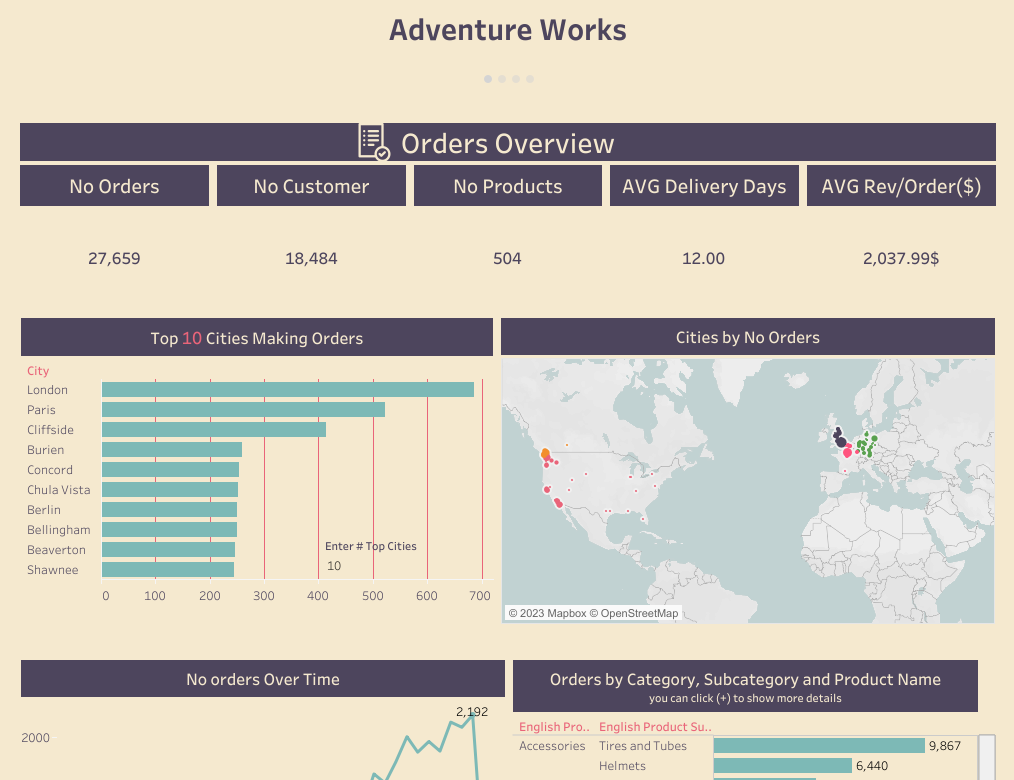 Adventure Works
Orders Overview
No Orders
No Customer
No Products
AVG Delivery Days
AVG Rev/Order($)
27,659
18,484
504
12.00
2,037.99$
Top 10 Cities Making Orders
City
London
Paris
Cliffside
Burien
Concord
Chula Vista
Berlin
Bellingham
Beaverton
Shawnee
Enter # Top Cities
10
0 100 200 300 400 500 600 700
Cities by No Orders
© 2023 Mapbox © OpenStreetMap
No orders Over Time
2,192
2000
Orders by Category, Subcategory and Product Name
you can click (+) to show more details
English Pro.. English Product Su..
Accessories Tires and Tubes 9,867
Helmets 6,440